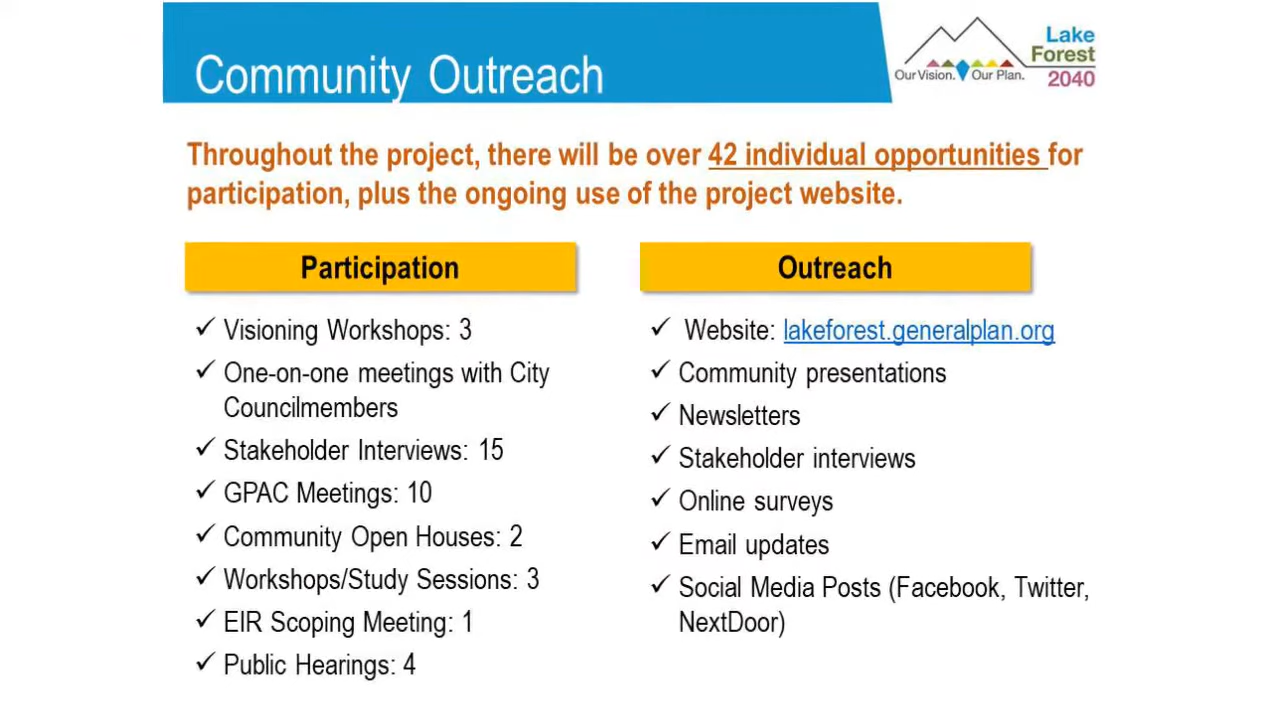 Community Outreach
Lake
Forest
Our Vision. Our Plan.
2040
Throughout the project, there will be over 42 individual opportunities for
participation, plus the ongoing use of the project website.
Participation
Visioning Workshops: 3
One-on-one meetings with City
Councilmembers
Stakeholder Interviews: 15
GPAC Meetings: 10
Community Open Houses: 2
Workshops/Study Sessions: 3
EIR Scoping Meeting: 1
Public Hearings: 4
Outreach
Website: lakeforest.generalplan.org
Community presentations
Newsletters
Stakeholder interviews
Online surveys
Email updates
Social Media Posts (Facebook, Twitter,
NextDoor)